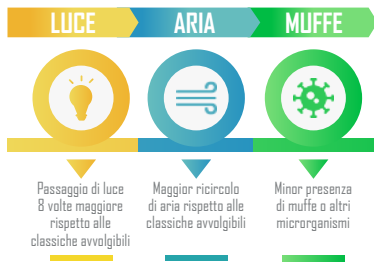 LUCE
ARIA
MUFFE
Passaggio di luce
8 volte maggiore
rispetto alle
classiche avvolgibili
Maggior ricircolo
di aria rispetto alle
classiche avvolgibili
Minor presenza
di muffe o altri
microrganismi